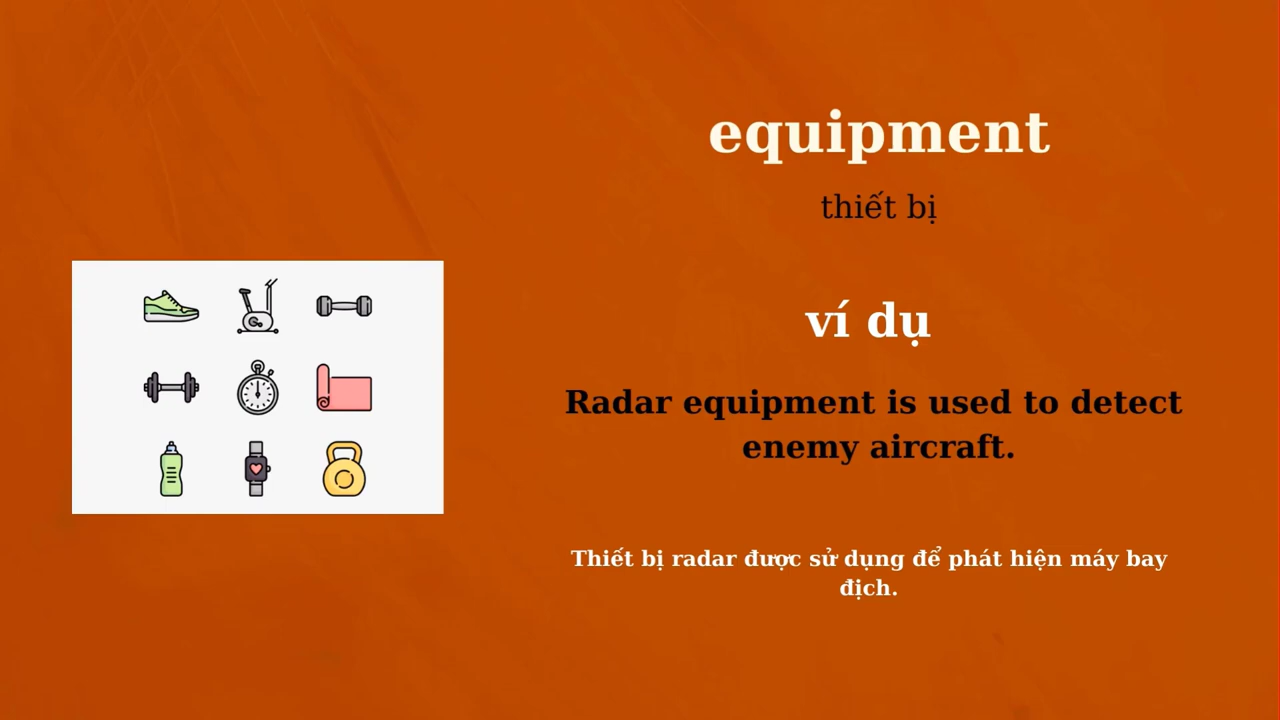 equipment
thiết bị
ví dụ
Radar equipment is used to detect
enemy aircraft.
Thiết bị radar được sử dụng để phát hiện máy bay
địch.